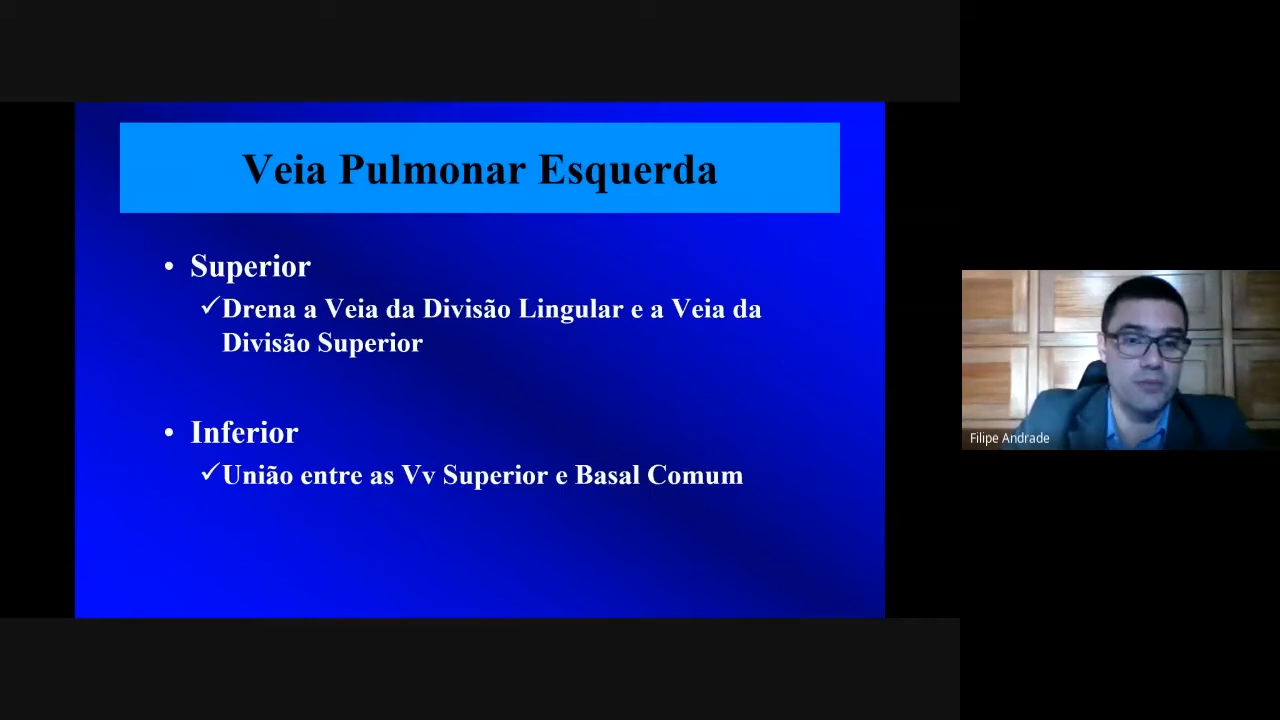 Veia Pulmonar Esquerda
• Superior
✓Drena a Veia da Divisão Lingular e a Veia da
Divisão Superior
• Inferior
✓União entre as Vv Superior e Basal Comum
Filipe Andrade